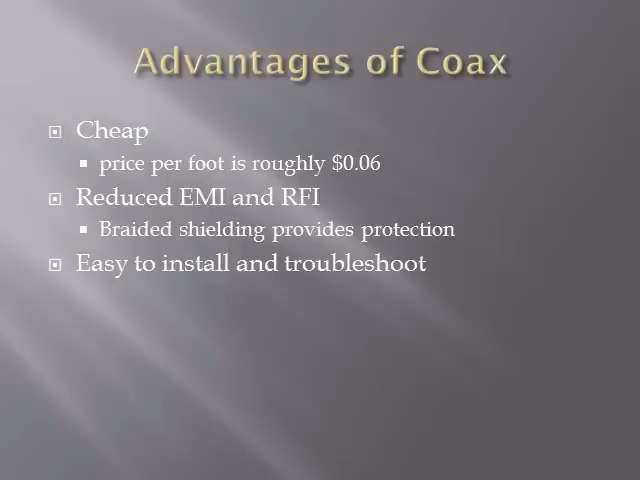 Advantages of Coax
Cheap
price per foot is roughly $0.06
Reduced EMI and RFI
Braided shielding provides protection
Easy to install and troubleshoot